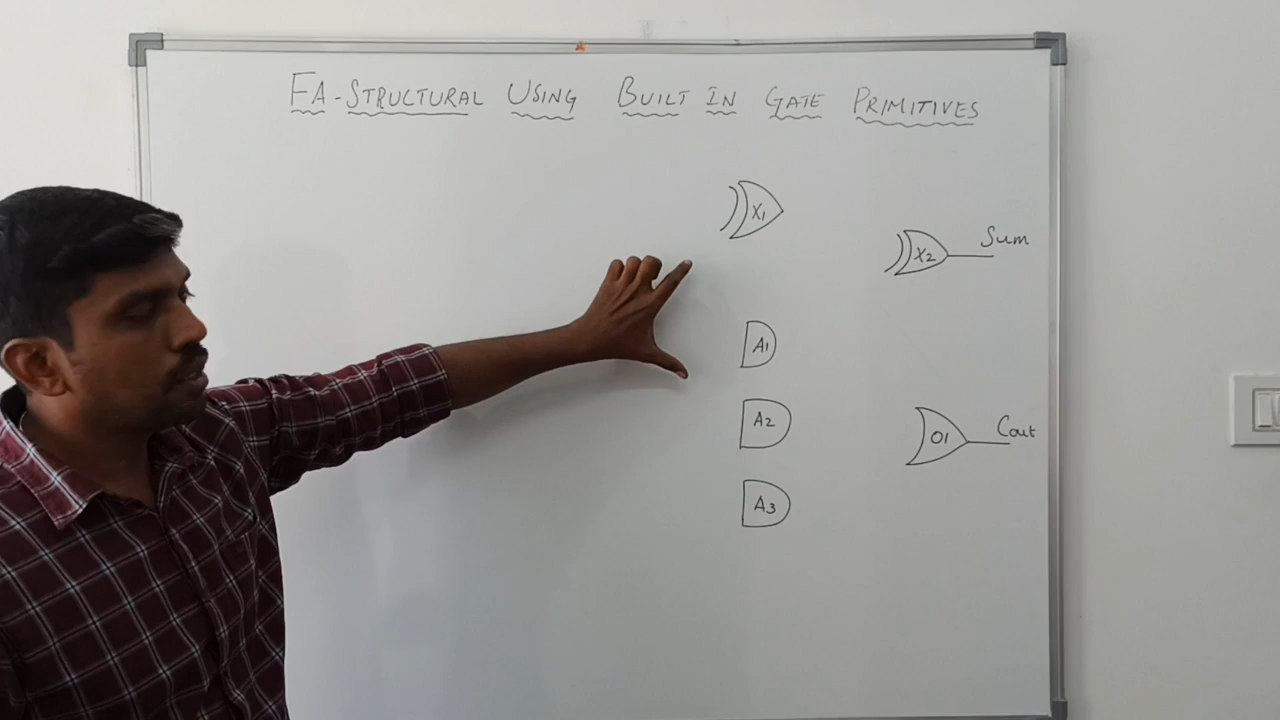 FA-STRUCTURAL USING BUILT IN GATE PRIMITIVES
X1
X2 Sum
A1
A2
O1 Cout
A3